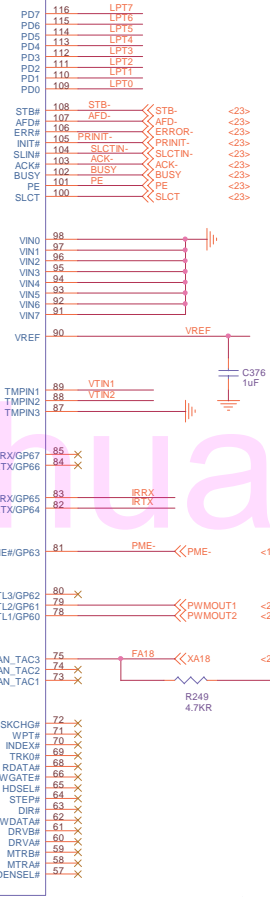 PD7 116 LPT7
PD6 115 LPT6
PD5 114 LPT5
PD4 113 LPT4
PD3 112 LPT3
PD2 111 LPT2
PD1 110 LPT1
PD0 109 LPT0
STB# 108 STB- STB- <23>
AFD# 107 AFD- AFD- <23>
ERR# 106 ERROR- <23>
INIT# 105 PRINIT- PRINIT- <23>
SLIN# 104 SLCTIN- SLCTIN- <23>
ACK# 103 ACK- ACK- <23>
BUSY 102 BUSY BUSY <23>
PE 101 PE PE <23>
SLCT 100 SLCT <23>
VIN0 98
VIN1 97
VIN2 96
VIN3 95
VIN4 94
VIN5 93
VIN6 92
VIN7 91
VREF 90 VREF
C376
1uF
TMPIN1 89 VTIN1
TMPIN2 88 VTIN2
TMPIN3 87
RX/GP67 85
TX/GP66 84
hua
RX/GP65 83 IRRX
TX/GP64 82 IRTX
ME#/GP63 81 PME- PME- <1
TL3/GP62 80
TL2/GP61 79 PWMOUT1 <2
TL1/GP60 78 PWMOUT2 <2
AN_TAC3 75 FA18 XA18 <2
AN_TAC2 74
AN_TAC1 73
R249
4.7KR
SKCHG# 72
WPT# 71
INDEX# 70
TRK0# 69
RDATA# 68
WGATE# 66
HDSEL# 65
STEP# 64
DIR# 63
WDATA# 62
DRVB# 61
DRVA# 60
MTRB# 59
MTRA# 58
DENSEL# 57